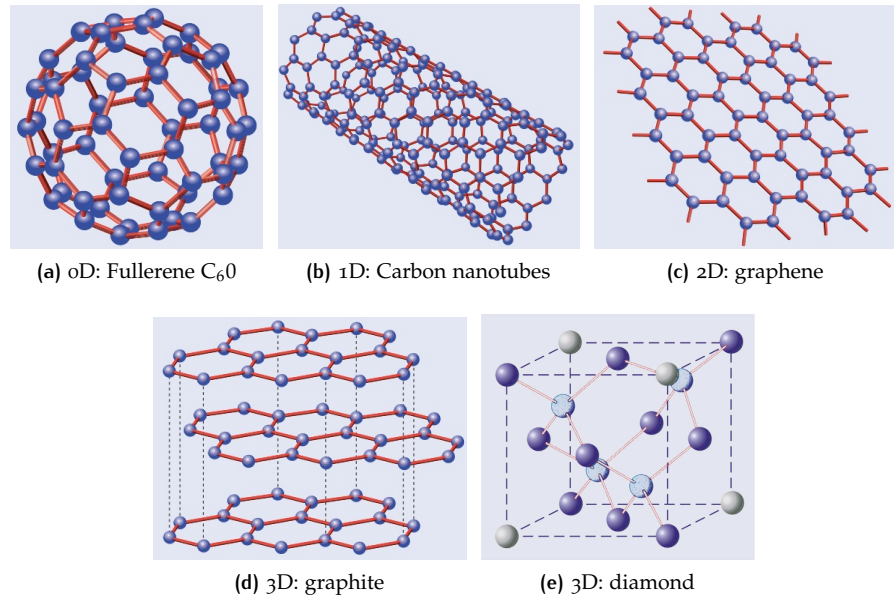 (a) 0D: Fullerene C₆0
(b) 1D: Carbon nanotubes
(c) 2D: graphene
(d) 3D: graphite
(e) 3D: diamond